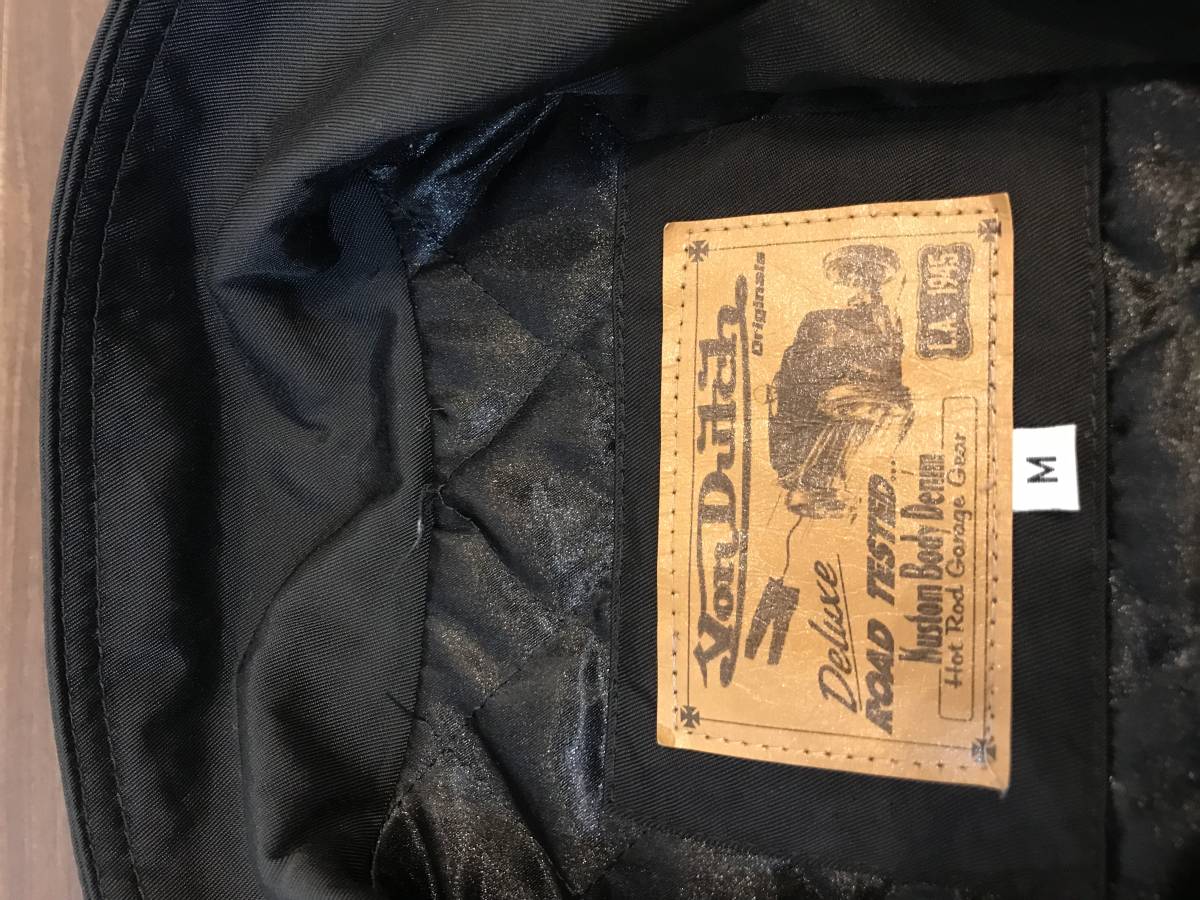 Von Dutch
Originals
L.A. 1945
Deluxe
ROAD TESTED...
Kustom Body Denim
Hot Rod Garage Gear
M